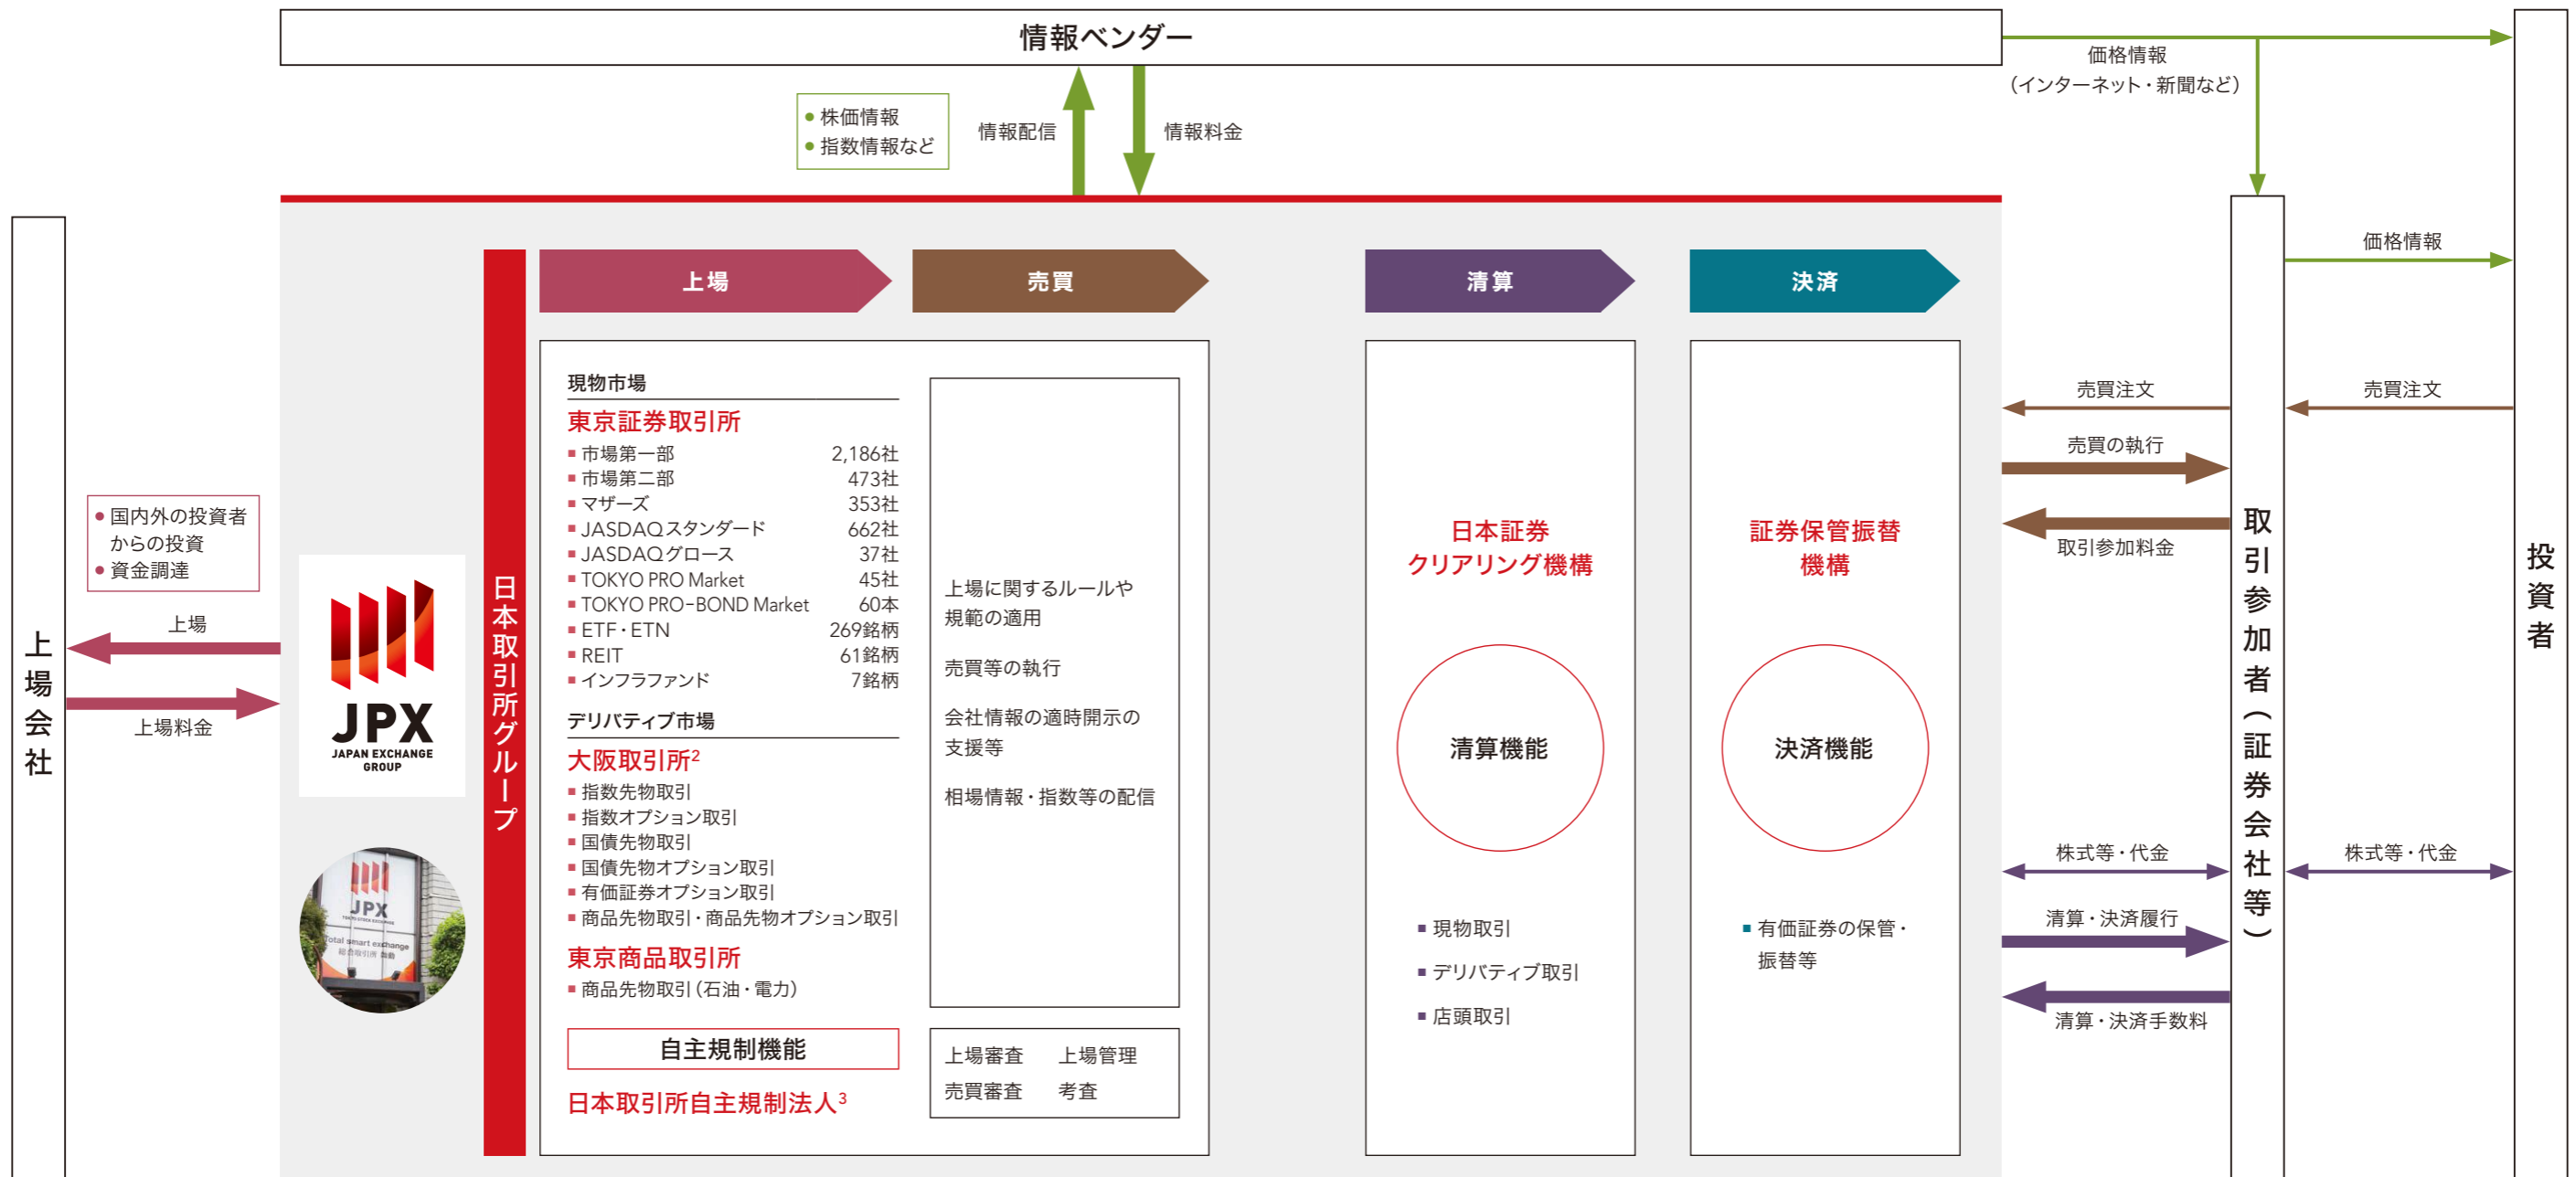 情報ベンダー
価格情報
（インターネット・新聞など）
● 株価情報
● 指数情報など
情報配信
情報料金
上場会社
● 国内外の投資者
からの投資
● 資金調達
上場
上場料金
JPX
JAPAN EXCHANGE
GROUP
JPX
TOKYO STOCK EXCHANGE
Total smart exchange
総合取引所 始動
日本取引所グループ
上場
売買
清算
決済
現物市場
東京証券取引所
■ 市場第一部 2,186社
■ 市場第二部 473社
■ マザーズ 353社
■ JASDAQスタンダード 662社
■ JASDAQグロース 37社
■ TOKYO PRO Market 45社
■ TOKYO PRO-BOND Market 60本
■ ETF・ETN 269銘柄
■ REIT 61銘柄
■ インフラファンド 7銘柄
デリバティブ市場
大阪取引所2
■ 指数先物取引
■ 指数オプション取引
■ 国債先物取引
■ 国債先物オプション取引
■ 有価証券オプション取引
■ 商品先物取引・商品先物オプション取引
東京商品取引所
■ 商品先物取引（石油・電力）
自主規制機能
日本取引所自主規制法人3
上場に関するルールや
規範の適用
売買等の執行
会社情報の適時開示の
支援等
相場情報・指数等の配信
上場審査 上場管理
売買審査 考査
日本証券
クリアリング機構
清算機能
■ 現物取引
■ デリバティブ取引
■ 店頭取引
証券保管振替
機構
決済機能
■ 有価証券の保管・
振替等
売買注文
売買の執行
取引参加料金
株式等・代金
清算・決済履行
清算・決済手数料
取引参加者（証券会社等）
価格情報
売買注文
株式等・代金
投資者